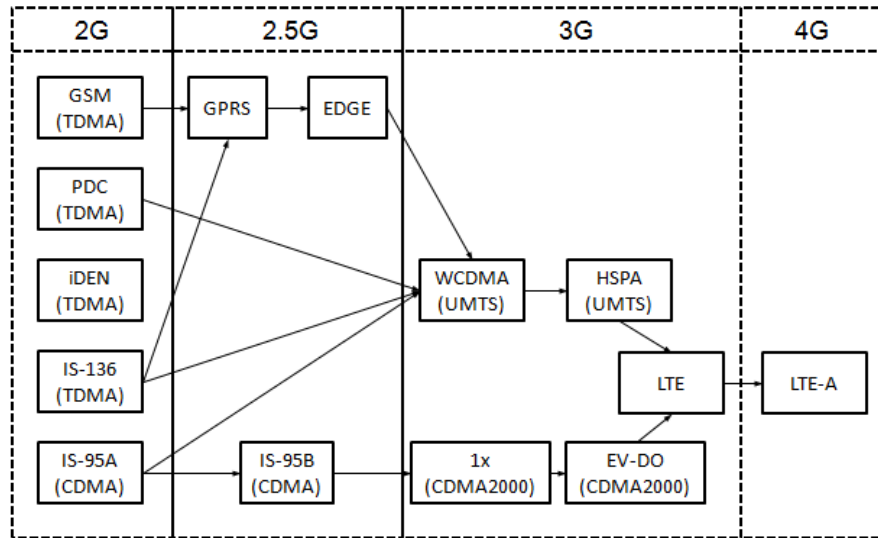 2G
2.5G
3G
4G
GSM
(TDMA)
GPRS
EDGE
PDC
(TDMA)
iDEN
(TDMA)
WCDMA
(UMTS)
HSPA
(UMTS)
IS-136
(TDMA)
LTE
LTE-A
IS-95A
(CDMA)
IS-95B
(CDMA)
1x
(CDMA2000)
EV-DO
(CDMA2000)